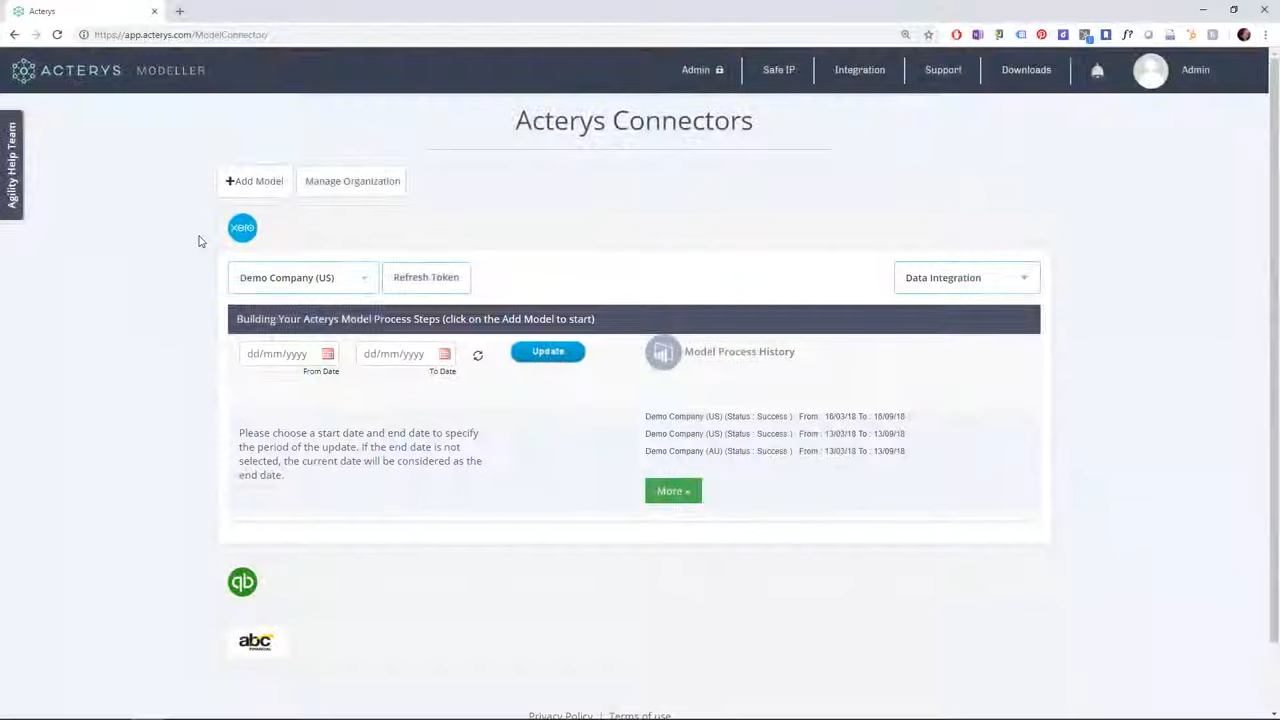 Acterys
https://app.acterys.com/ModelConnector/
ACTERYS MODELLER
Admin
Safe IP
Integration
Support
Downloads
Admin
Agility Help Team
Acterys Connectors
+Add Model
Manage Organization
xero
Demo Company (US)
Refresh Token
Data Integration
Building Your Acterys Model Process Steps (click on the Add Model to start)
dd/mm/yyyy
dd/mm/yyyy
Update
Model Process History
From Date
To Date
Demo Company (US) (Status : Success ) From : 16/03/18 To : 16/09/18
Demo Company (US) (Status : Success ) From : 13/03/18 To : 13/09/18
Demo Company (AU) (Status : Success ) From : 13/03/18 To : 13/09/18
Please choose a start date and end date to specify
the period of the update. If the end date is not
selected, the current date will be considered as the
end date.
More »
qb
abc
FINANCIAL
Privacy Policy | Terms of use